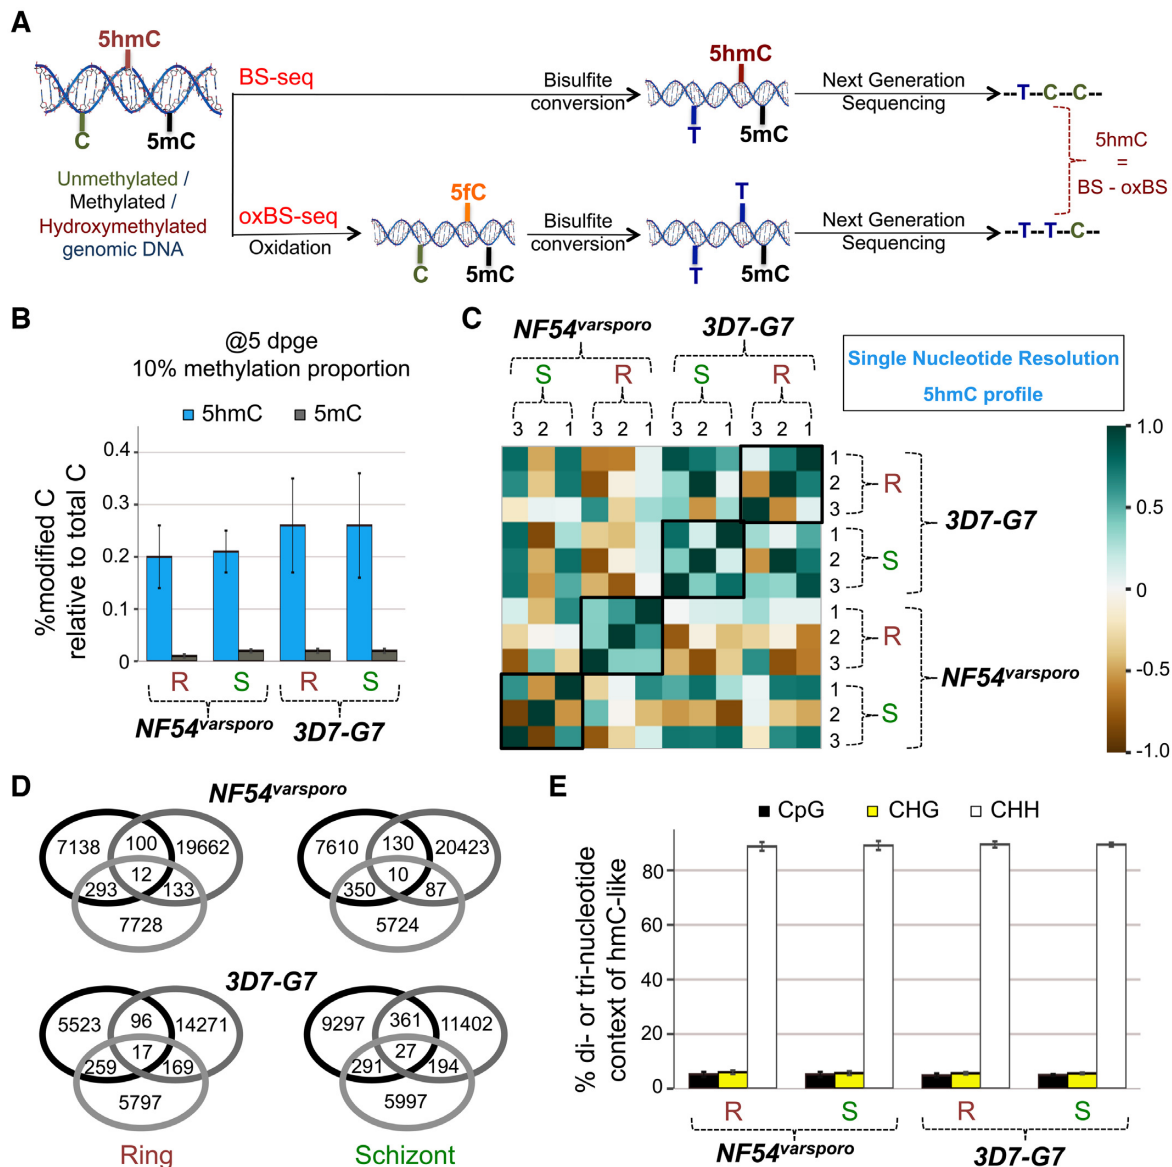 A
5hmC
C
5mC
Unmethylated /
Methylated /
Hydroxymethylated
genomic DNA
BS-seq
Bisulfite
conversion
5hmC
T
5mC
Next Generation
Sequencing
--T--C--C--
oxBS-seq
Oxidation
5fC
C
5mC
Bisulfite
conversion
T
T
5mC
Next Generation
Sequencing
--T--T--C--
5hmC
=
BS - oxBS
B
@5 dpge
10% methylation proportion
5hmC 5mC
%modified C
relative to total C
0.4
0.3
0.2
0.1
0
R S R S
NF54varsporo 3D7-G7
C
NF54varsporo 3D7-G7
S R S R
3 2 1 3 2 1 3 2 1 3 2 1
Single Nucleotide Resolution
5hmC profile
1
2 R
3
1
2 S
3
3D7-G7
1
2 R
3
1
2 S
3
NF54varsporo
1.0
0.5
0
-0.5
-1.0
D
NF54varsporo
7138 100 19662
12
293 133
7728
7610 130 20423
10
350 87
5724
3D7-G7
5523 96 14271
17
259 169
5797
9297 361 11402
27
291 194
5997
Ring Schizont
E
CpG CHG CHH
% di- or tri-nucleotide
context of hmC-like
80
60
40
20
0
R S R S
NF54varsporo 3D7-G7